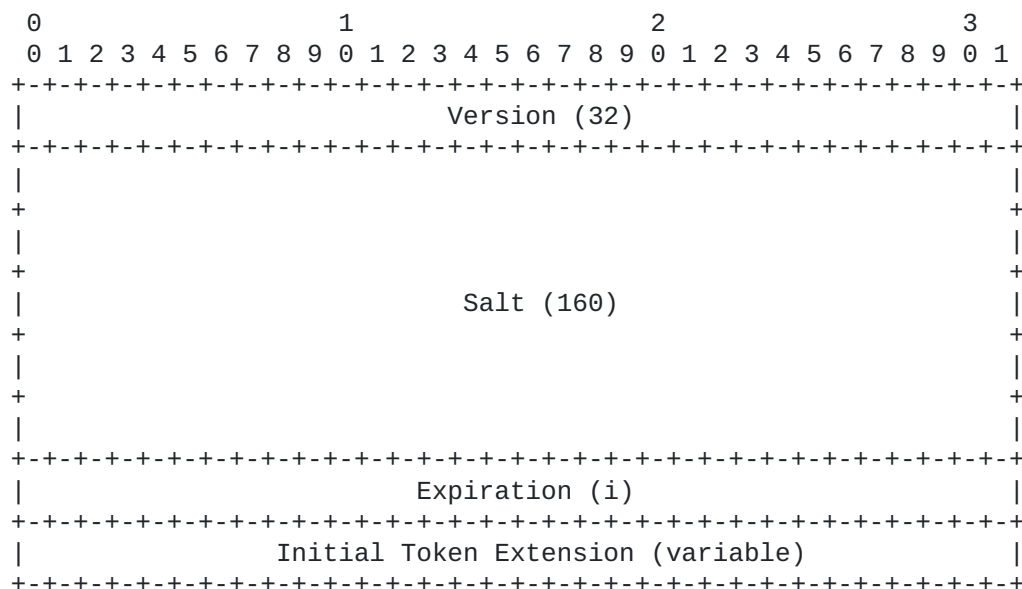 0                   1                   2                   3
 0 1 2 3 4 5 6 7 8 9 0 1 2 3 4 5 6 7 8 9 0 1 2 3 4 5 6 7 8 9 0 1
+-+-+-+-+-+-+-+-+-+-+-+-+-+-+-+-+-+-+-+-+-+-+-+-+-+-+-+-+-+-+-+-+
|                          Version (32)                         |
+-+-+-+-+-+-+-+-+-+-+-+-+-+-+-+-+-+-+-+-+-+-+-+-+-+-+-+-+-+-+-+-+
|                                                               |
+                                                               +
|                                                               |
+                                                               +
|                            Salt (160)                         |
+                                                               +
|                                                               |
+                                                               +
|                                                               |
+-+-+-+-+-+-+-+-+-+-+-+-+-+-+-+-+-+-+-+-+-+-+-+-+-+-+-+-+-+-+-+-+
|                         Expiration (i)                        |
+-+-+-+-+-+-+-+-+-+-+-+-+-+-+-+-+-+-+-+-+-+-+-+-+-+-+-+-+-+-+-+-+
|                Initial Token Extension (variable)             |
+-+-+-+-+-+-+-+-+-+-+-+-+-+-+-+-+-+-+-+-+-+-+-+-+-+-+-+-+-+-+-+-+